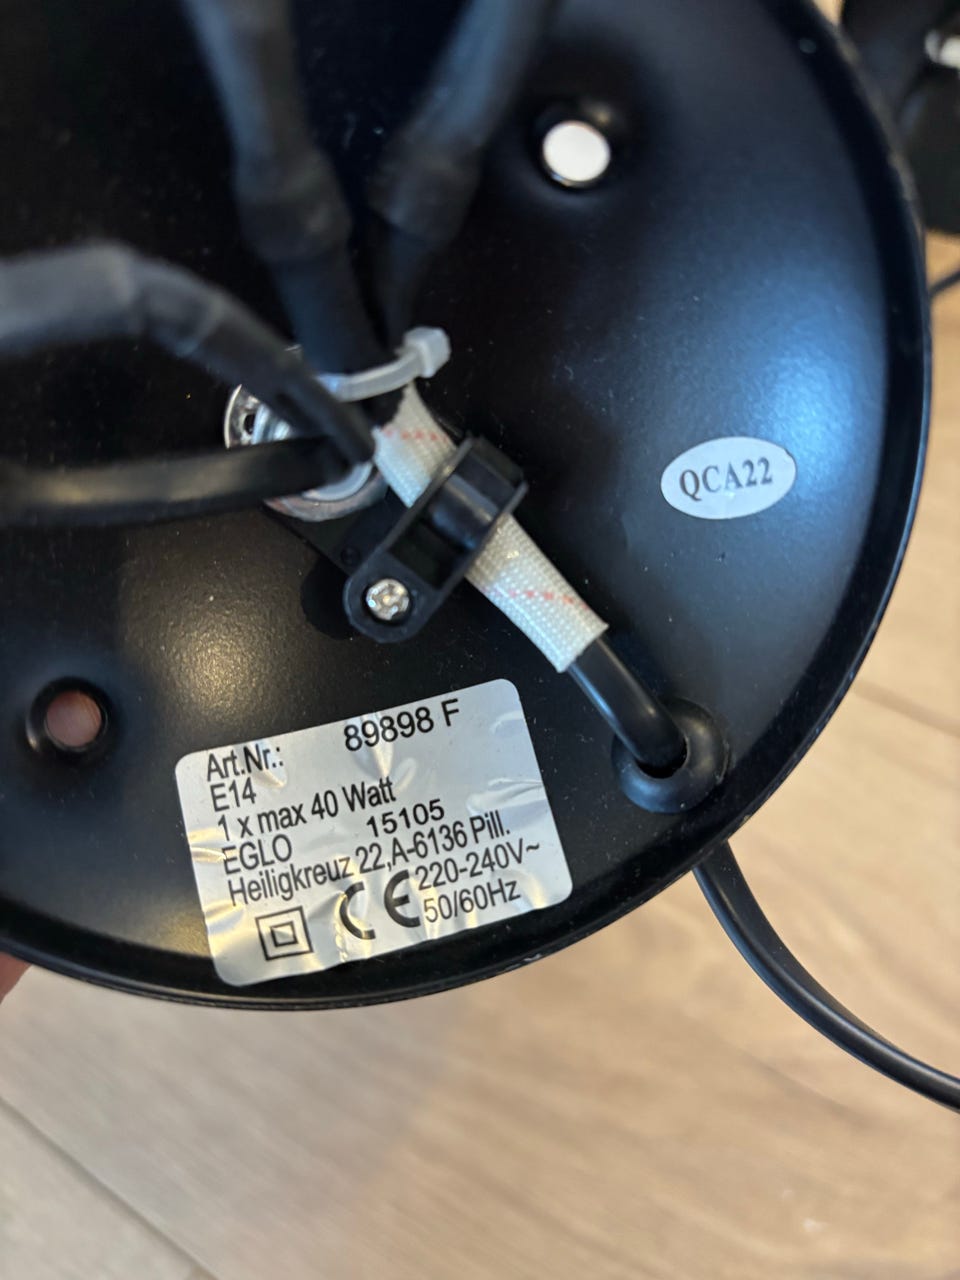 QCA22
Art.Nr.: 89898 F
E14
1 x max 40 Watt
EGLO 15105
Heiligkreuz 22,A-6136 Pill.
CE 220-240V~
50/60Hz